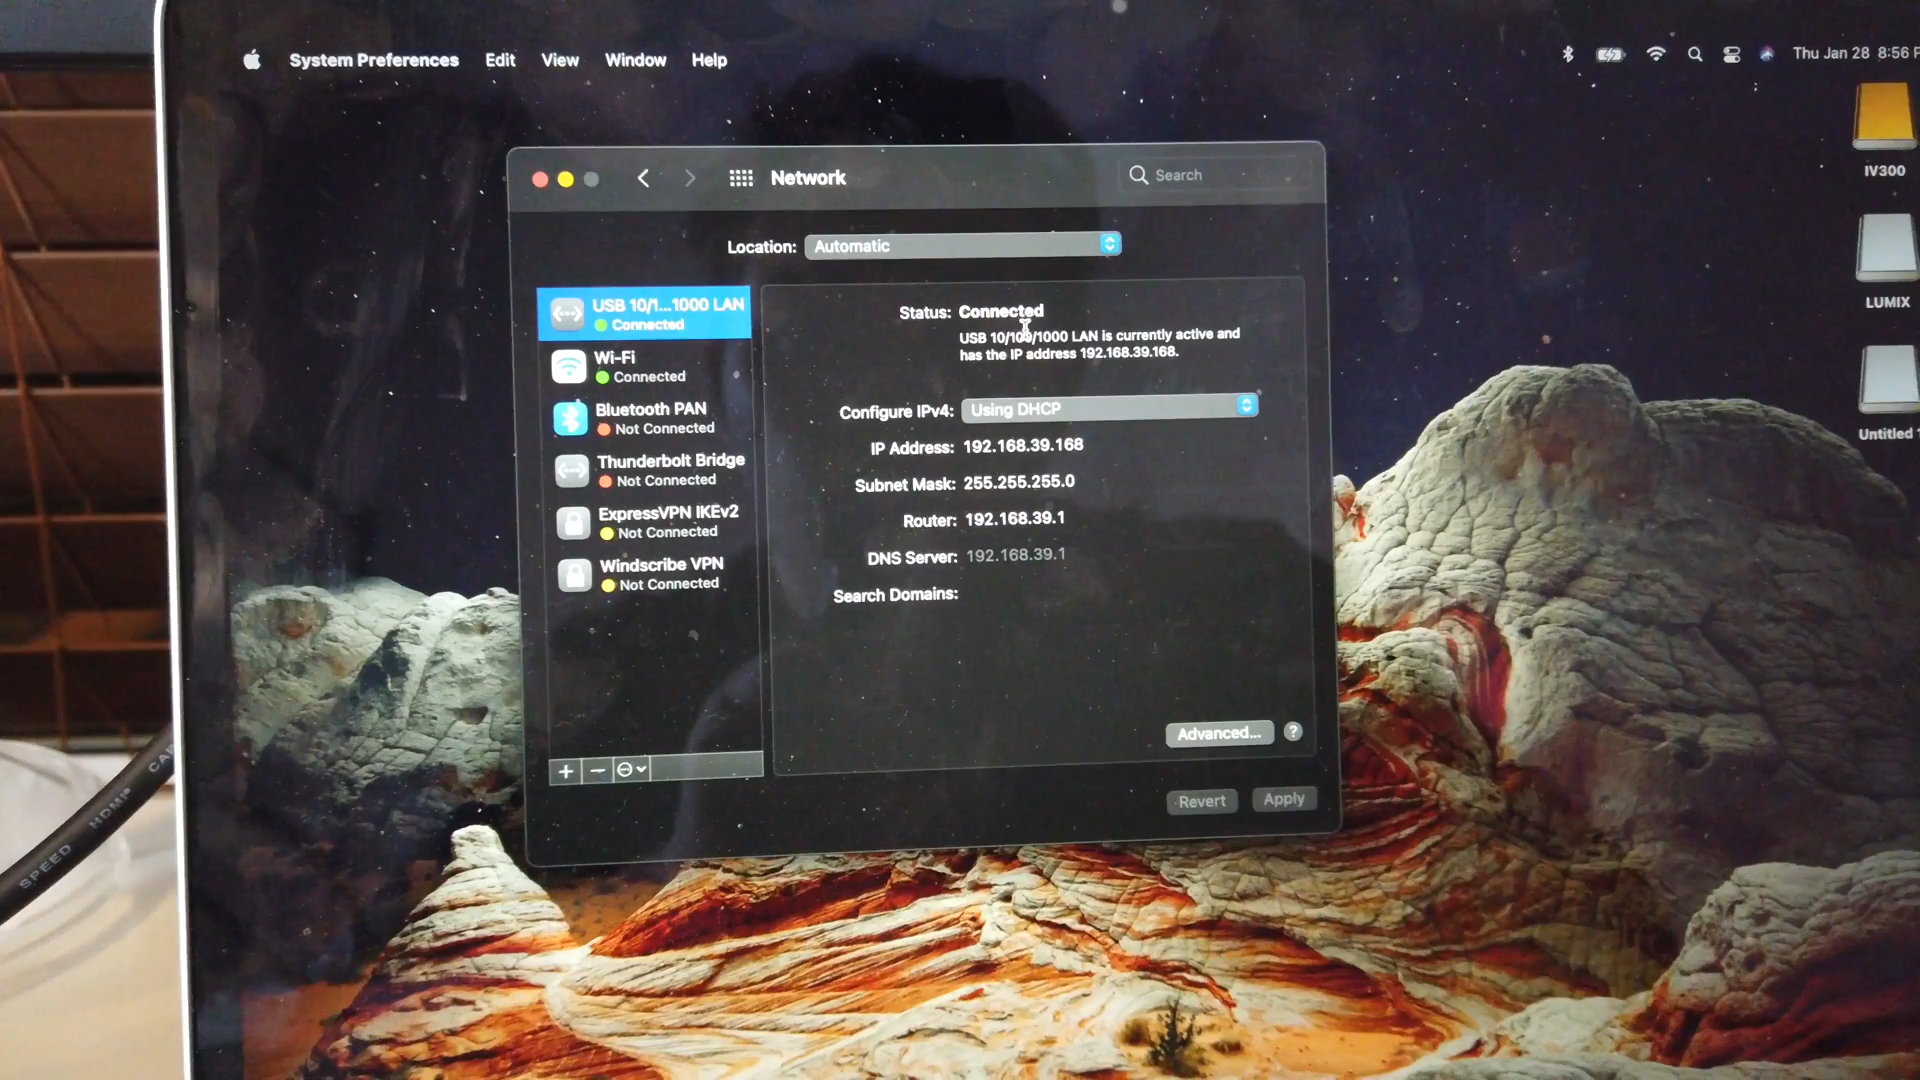 System Preferences Edit View Window Help
Thu Jan 28 8:56 P
Network
Search
Location: Automatic
USB 10/1...1000 LAN
Connected
Wi-Fi
Connected
Bluetooth PAN
Not Connected
Thunderbolt Bridge
Not Connected
ExpressVPN IKEv2
Not Connected
Windscribe VPN
Not Connected
Status: Connected
USB 10/100/1000 LAN is currently active and
has the IP address 192.168.39.168.
Configure IPv4: Using DHCP
IP Address: 192.168.39.168
Subnet Mask: 255.255.255.0
Router: 192.168.39.1
DNS Server: 192.168.39.1
Search Domains:
Advanced... ?
Revert Apply
IV300
LUMIX
Untitled 1
SPEED HDMI CA